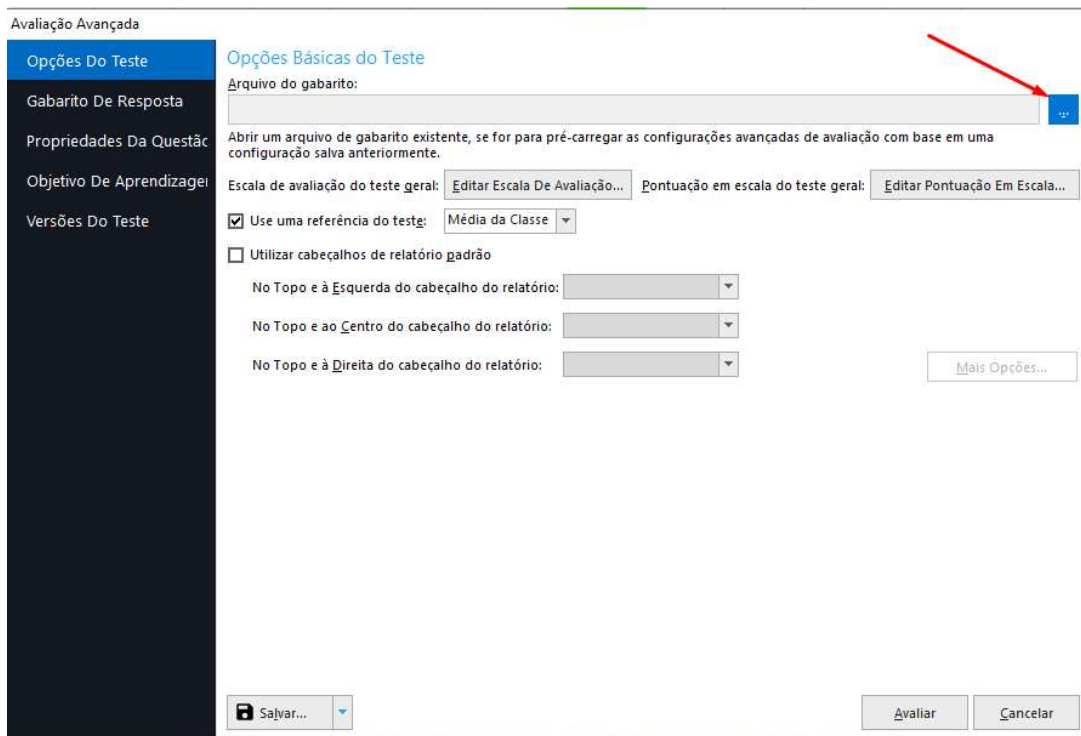 Avaliação Avançada
Opções Do Teste
Gabarito De Resposta
Propriedades Da Questão
Objetivo De Aprendizager
Versões Do Teste
Opções Básicas do Teste
Arquivo do gabarito:
...
Abrir um arquivo de gabarito existente, se for para pré-carregar as configurações avançadas de avaliação com base em uma
configuração salva anteriormente.
Escala de avaliação do teste geral: Editar Escala De Avaliação... Pontuação em escala do teste geral: Editar Pontuação Em Escala...
Use uma referência do teste: Média da Classe
Utilizar cabeçalhos de relatório padrão
No Topo e à Esquerda do cabeçalho do relatório:
No Topo e ao Centro do cabeçalho do relatório:
No Topo e à Direita do cabeçalho do relatório:
Mais Opções...
Salvar... Avaliar Cancelar